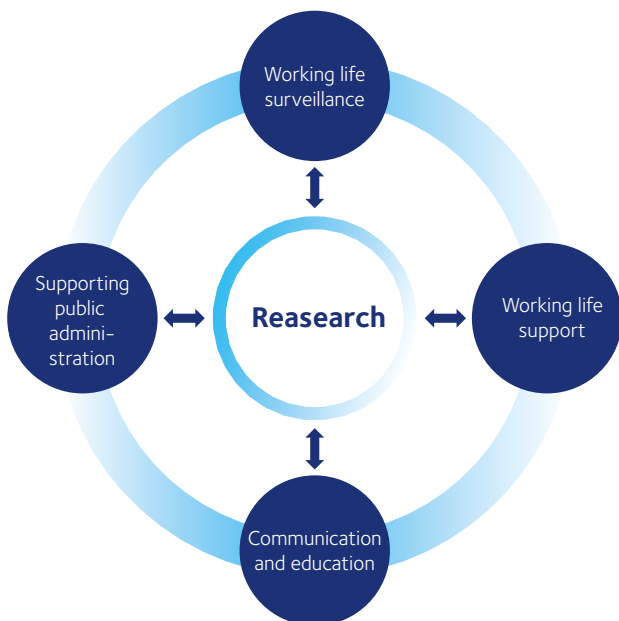 Working life
surveillance
Supporting
public
admini-
stration
Reasearch
Working life
support
Communication
and education